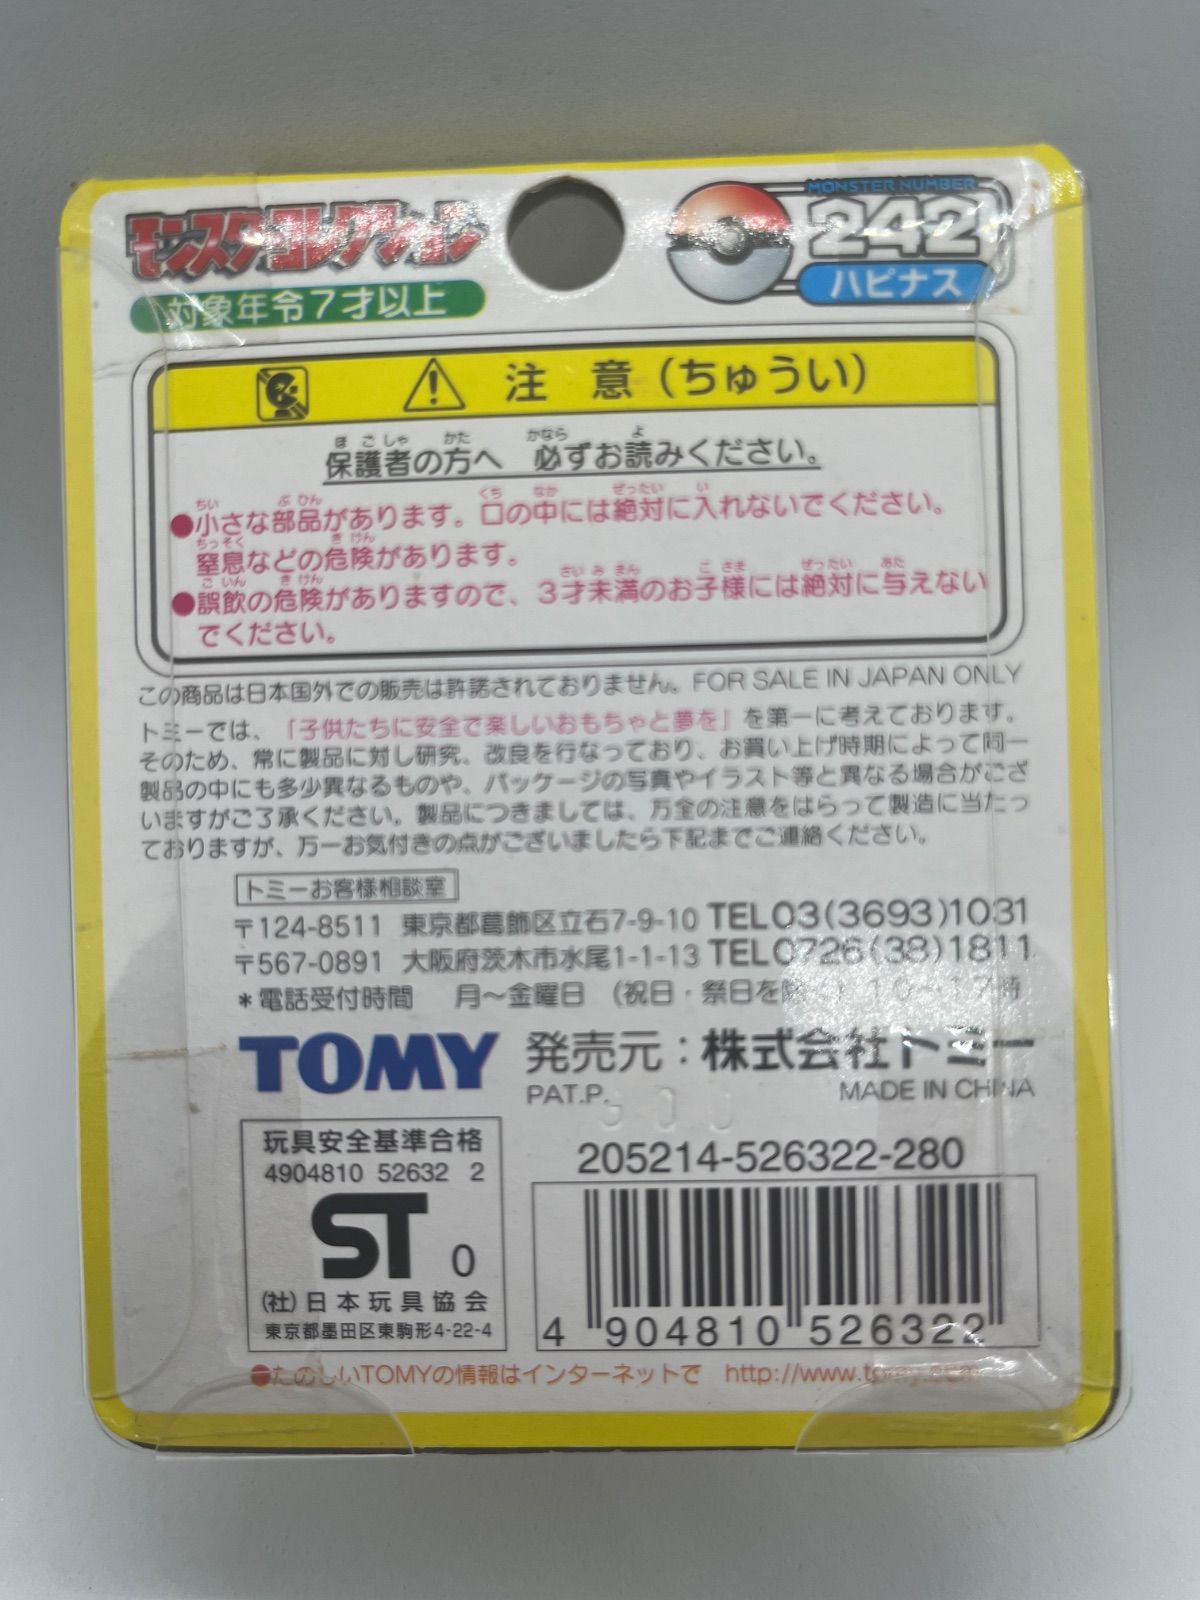 モンスターコレクション
MONSTER NUMBER
242
ハピナス
対象年令7才以上
注 意 (ちゅうい)
保護者の方へ 必ずお読みください。
●小さな部品があります。口の中には絶対に入れないでください。
窒息などの危険があります。
●誤飲の危険がありますので、3才未満のお子様には絶対に与えない
でください。
この商品は日本国外での販売は許諾されておりません。FOR SALE IN JAPAN ONLY
トミーでは、「子供たちに安全で楽しいおもちゃと夢を」を第一に考えております。
そのため、常に製品に対し研究、改良を行なっており、お買い上げ時期によって同一
製品の中にも多少異なるものや、パッケージの写真やイラスト等と異なる場合がござ
いますがご了承ください。製品につきましては、万全の注意をはらって製造に当たっ
ておりますが、万一お気付きの点がございましたら下記までご連絡ください。
トミーお客様相談室
〒124-8511 東京都葛飾区立石7-9-10 TEL03(3693)1031
〒567-0891 大阪府茨木市水尾1-1-13 TEL0726(38)1811
*電話受付時間 月～金曜日 (祝日・祭日を除く) 10～17時
TOMY 発売元:株式会社トミー
PAT.P. MADE IN CHINA
玩具安全基準合格
4904810 52632 2
ST 0
(社)日本玩具協会
東京都墨田区東駒形4-22-4
205214-526322-280
4 904810 526322
●たのしいTOMYの情報はインターネットで http://www.tomy.